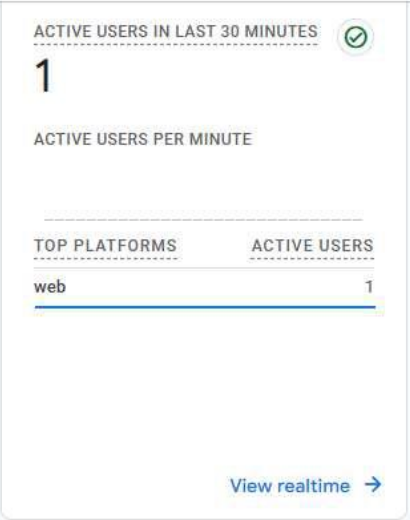 ACTIVE USERS IN LAST 30 MINUTES
1
ACTIVE USERS PER MINUTE
TOP PLATFORMS ACTIVE USERS
web 1
View realtime →